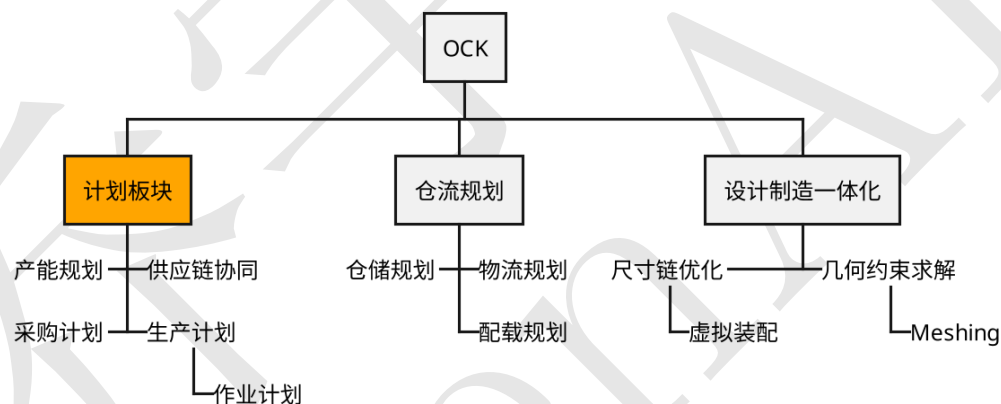 OCK
计划板块
仓流规划
设计制造一体化
产能规划
供应链协同
仓储规划
物流规划
尺寸链优化
几何约束求解
采购计划
生产计划
配载规划
虚拟装配
Meshing
作业计划